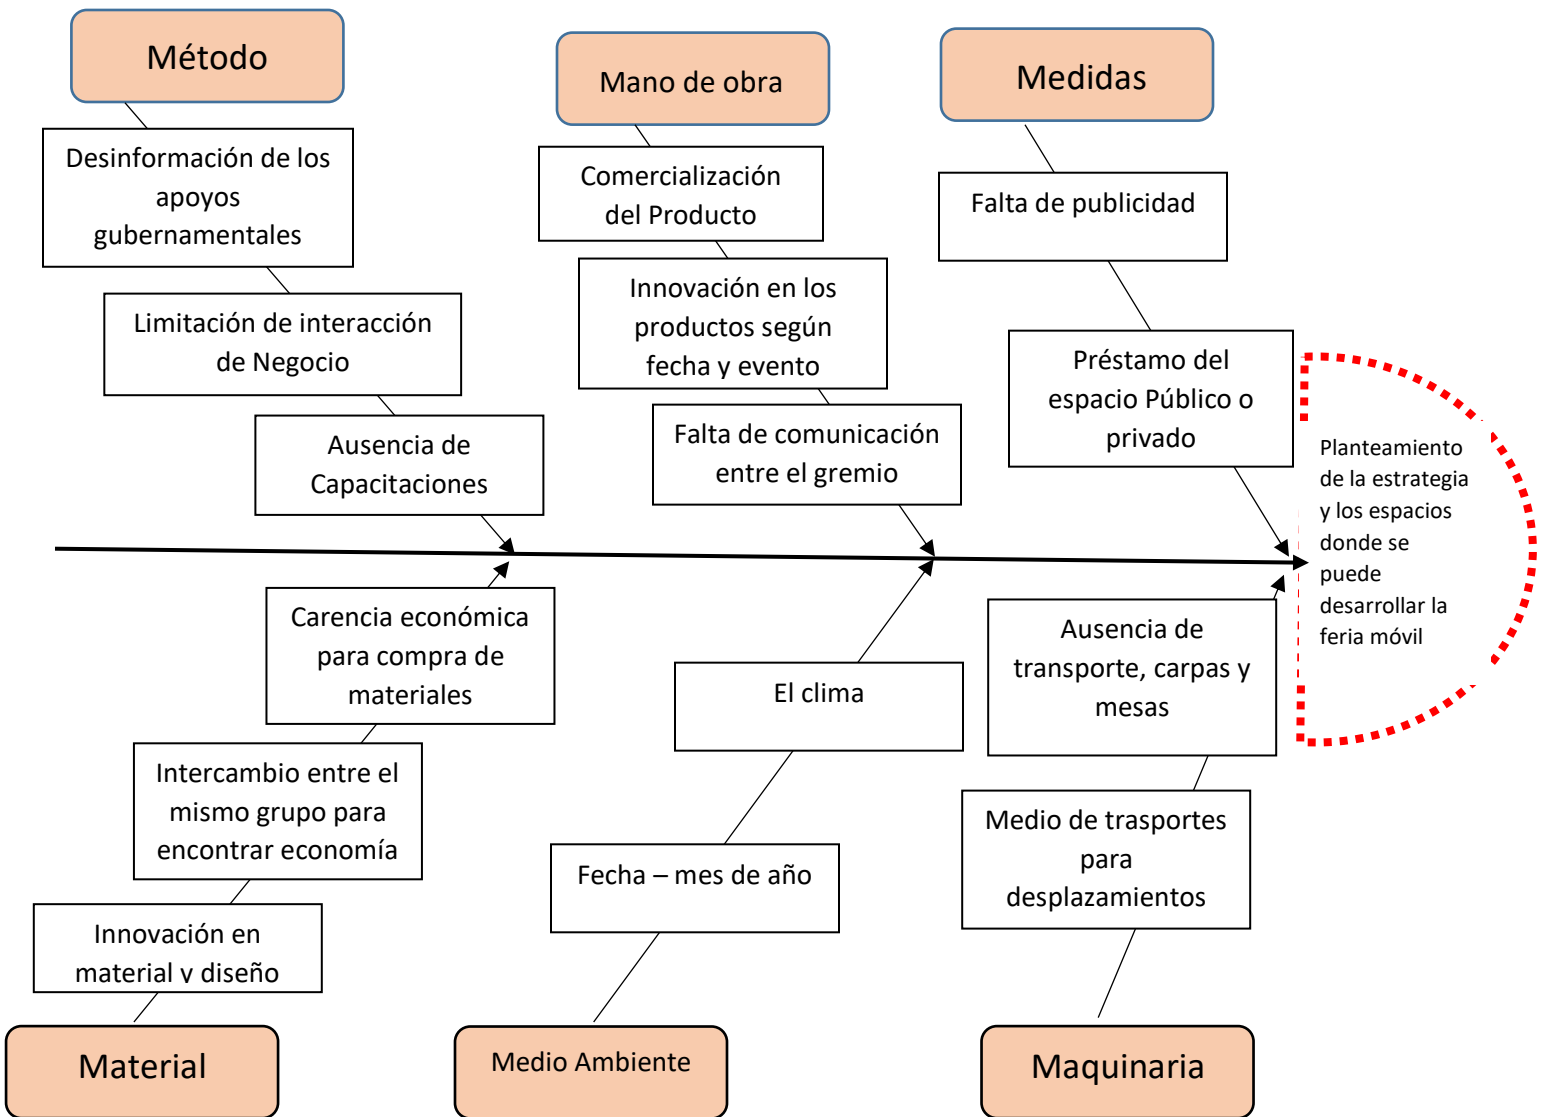 Método
Mano de obra
Medidas
Desinformación de los
apoyos
gubernamentales
Limitación de interacción
de Negocio
Ausencia de
Capacitaciones
Comercialización
del Producto
Innovación en los
productos según
fecha y evento
Falta de comunicación
entre el gremio
Falta de publicidad
Préstamo del
espacio Público o
privado
Planteamiento
de la estrategia
y los espacios
donde se
puede
desarrollar la
feria móvil
Carencia económica
para compra de
materiales
Intercambio entre el
mismo grupo para
encontrar economía
Innovación en
material y diseño
El clima
Fecha – mes de año
Ausencia de
transporte, carpas y
mesas
Medio de trasportes
para
desplazamientos
Material
Medio Ambiente
Maquinaria